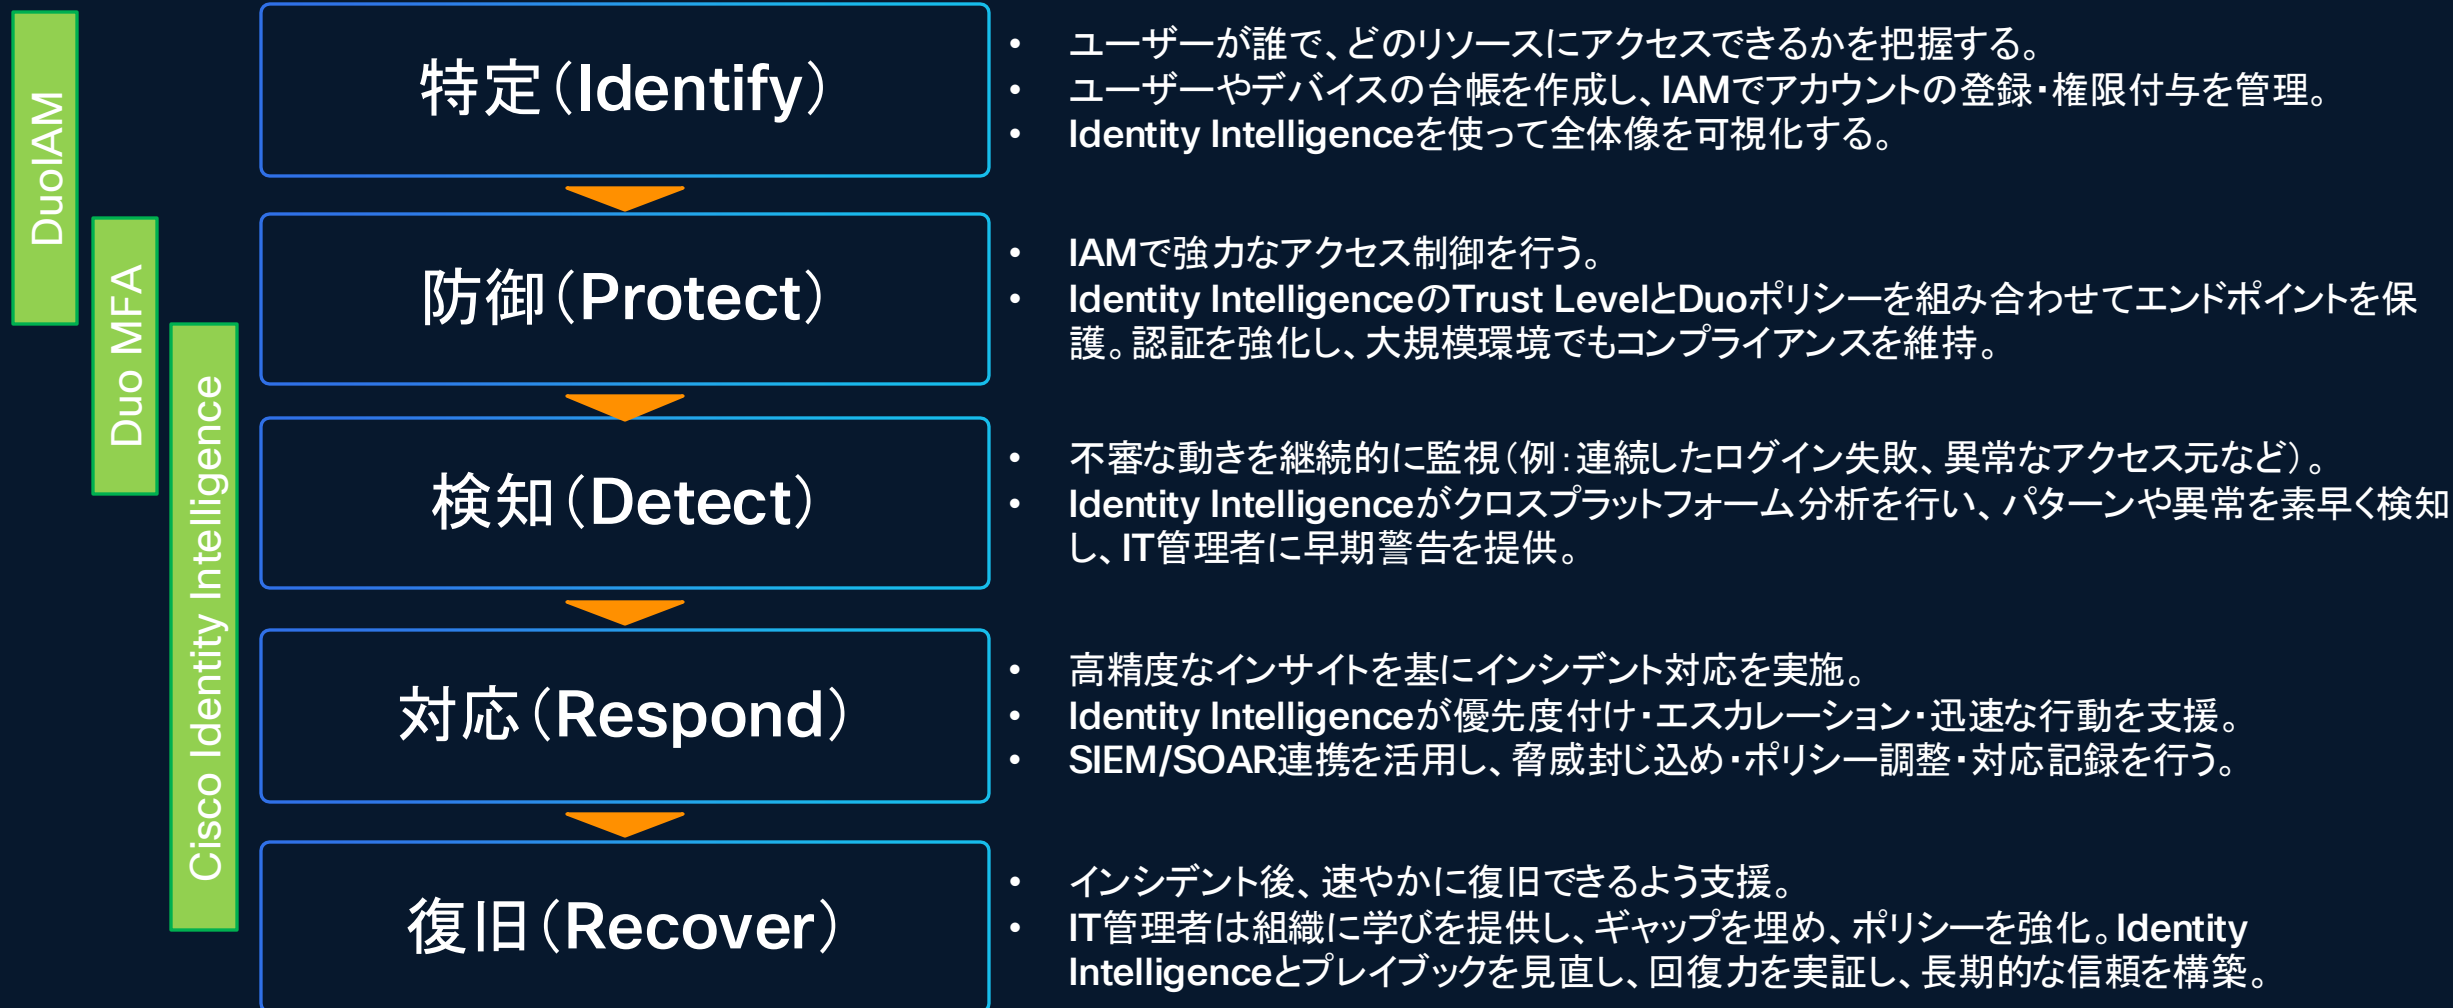 DuoIAM
Duo MFA
Cisco Identity Intelligence
特定（Identify）
• ユーザーが誰で、どのリソースにアクセスできるかを把握する。
• ユーザーやデバイスの台帳を作成し、IAMでアカウントの登録・権限付与を管理。
• Identity Intelligenceを使って全体像を可視化する。
防御（Protect）
• IAMで強力なアクセス制御を行う。
• Identity IntelligenceのTrust LevelとDuoポリシーを組み合わせてエンドポイントを保
護。認証を強化し、大規模環境でもコンプライアンスを維持。
検知（Detect）
• 不審な動きを継続的に監視（例：連続したログイン失敗、異常なアクセス元など）。
• Identity Intelligenceがクロスプラットフォーム分析を行い、パターンや異常を素早く検知
し、IT管理者に早期警告を提供。
対応（Respond）
• 高精度なインサイトを基にインシデント対応を実施。
• Identity Intelligenceが優先度付け・エスカレーション・迅速な行動を支援。
• SIEM/SOAR連携を活用し、脅威封じ込め・ポリシー調整・対応記録を行う。
復旧（Recover）
• インシデント後、速やかに復旧できるよう支援。
• IT管理者は組織に学びを提供し、ギャップを埋め、ポリシーを強化。Identity
Intelligenceとプレイブックを見直し、回復力を実証し、長期的な信頼を構築。